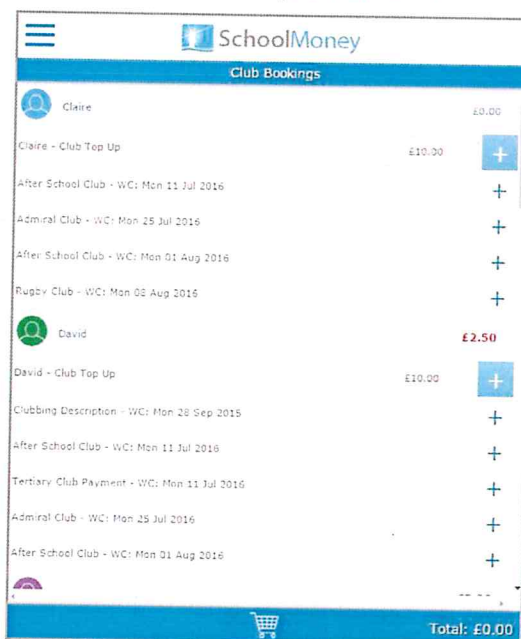 SchoolMoney
Club Bookings
Claire £0.00
Claire - Club Top Up £10.00 +
After School Club - WC: Mon 11 Jul 2016 +
Admiral Club - WC: Mon 25 Jul 2016 +
After School Club - WC: Mon 01 Aug 2016 +
Rugby Club - WC: Mon 08 Aug 2016 +
David £2.50
David - Club Top Up £10.00 +
Clubbing Description - WC: Mon 28 Sep 2015 +
After School Club - WC: Mon 11 Jul 2016 +
Tertiary Club Payment - WC: Mon 11 Jul 2016 +
Admiral Club - WC: Mon 25 Jul 2016 +
After School Club - WC: Mon 01 Aug 2016 +
Total: £0.00